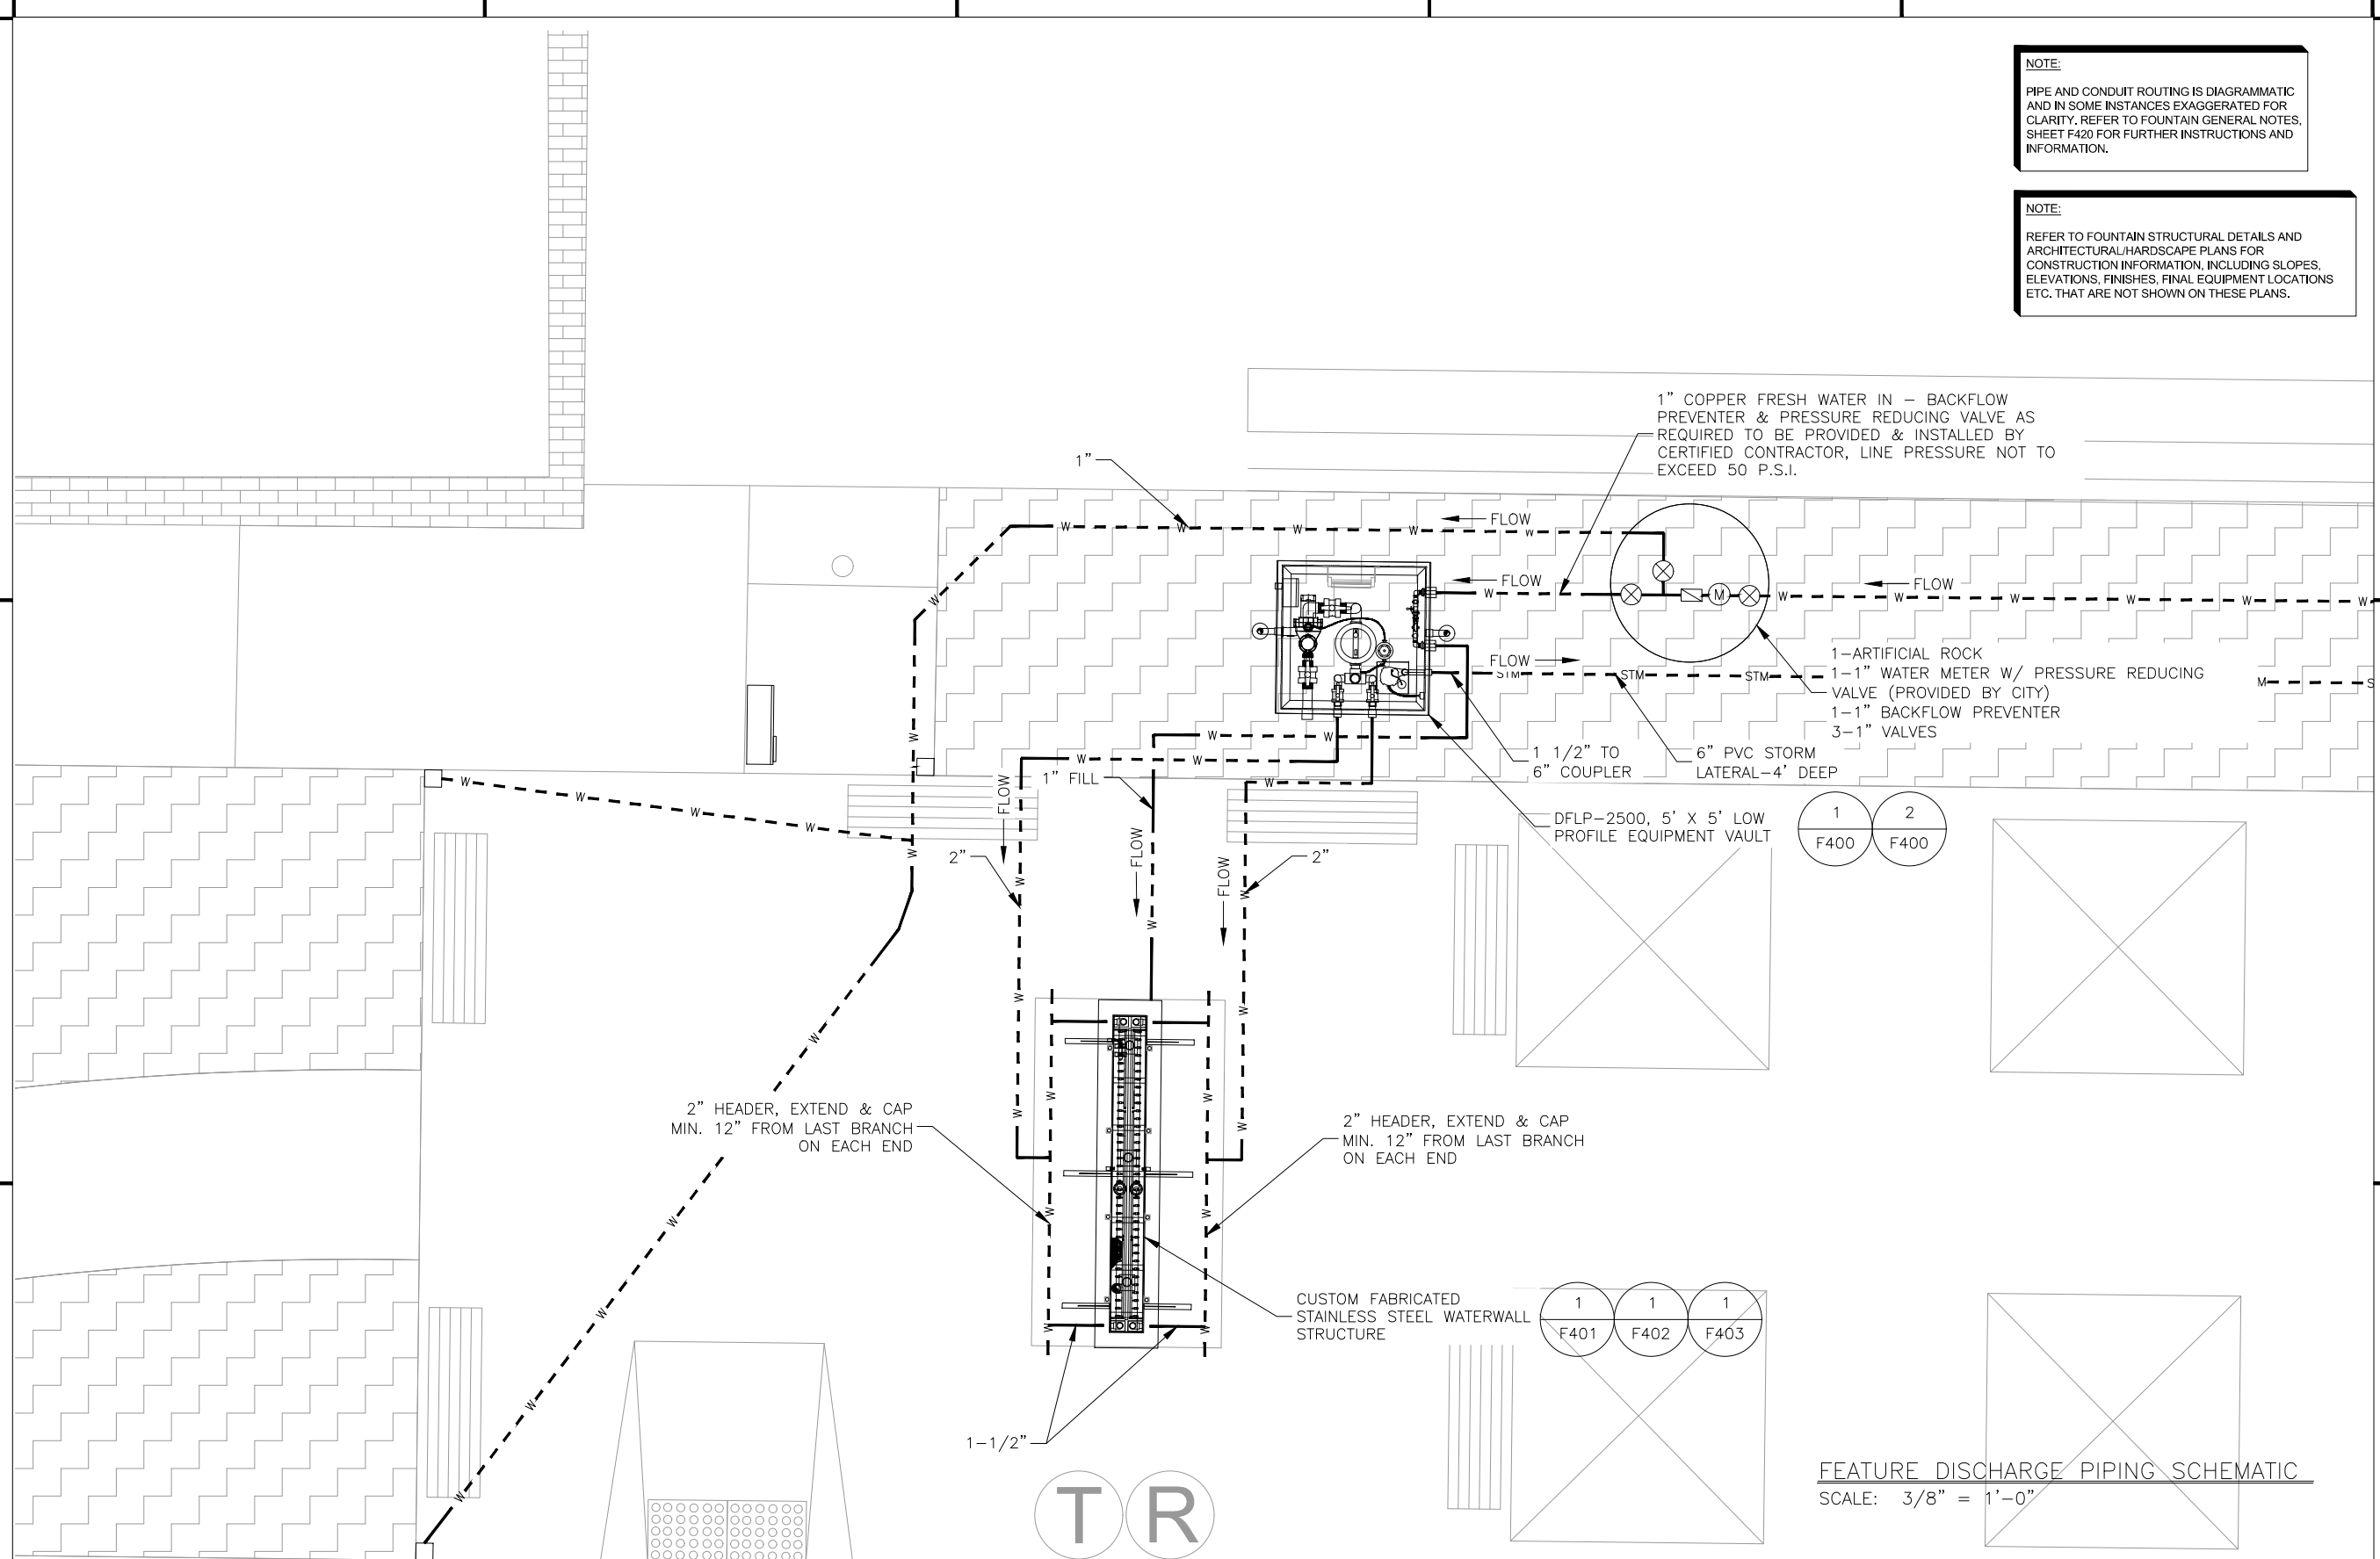 NOTE:
PIPE AND CONDUIT ROUTING IS DIAGRAMMATIC
AND IN SOME INSTANCES EXAGGERATED FOR
CLARITY. REFER TO FOUNTAIN GENERAL NOTES,
SHEET F420 FOR FURTHER INSTRUCTIONS AND
INFORMATION.
NOTE:
REFER TO FOUNTAIN STRUCTURAL DETAILS AND
ARCHITECTURAL/HARDSCAPE PLANS FOR
CONSTRUCTION INFORMATION, INCLUDING SLOPES,
ELEVATIONS, FINISHES, FINAL EQUIPMENT LOCATIONS
ETC. THAT ARE NOT SHOWN ON THESE PLANS.
1" COPPER FRESH WATER IN – BACKFLOW
PREVENTER & PRESSURE REDUCING VALVE AS
REQUIRED TO BE PROVIDED & INSTALLED BY
CERTIFIED CONTRACTOR, LINE PRESSURE NOT TO
EXCEED 50 P.S.I.
1"
W W W W W
FLOW
FLOW
W W
M
FLOW
W W W W W W
W
W
W
FLOW
STM STM STM
M S
1–ARTIFICIAL ROCK
1–1" WATER METER W/ PRESSURE REDUCING
VALVE (PROVIDED BY CITY)
1–1" BACKFLOW PREVENTER
3–1" VALVES
1 1/2" TO
6" COUPLER
6" PVC STORM
LATERAL–4' DEEP
W W
W W
W
W W W W
FLOW
1" FILL
FLOW
FLOW
DFLP–2500, 5' X 5' LOW
PROFILE EQUIPMENT VAULT
1
F400
2
F400
2"
2"
W W W W
W W W W
W W W W
2" HEADER, EXTEND & CAP
MIN. 12" FROM LAST BRANCH
ON EACH END
2" HEADER, EXTEND & CAP
MIN. 12" FROM LAST BRANCH
ON EACH END
W W W
W W W
W W W W W
CUSTOM FABRICATED
STAINLESS STEEL WATERWALL
STRUCTURE
1
F401
1
F402
1
F403
1–1/2"
T R
FEATURE DISCHARGE PIPING SCHEMATIC
SCALE: 3/8" = 1'–0"